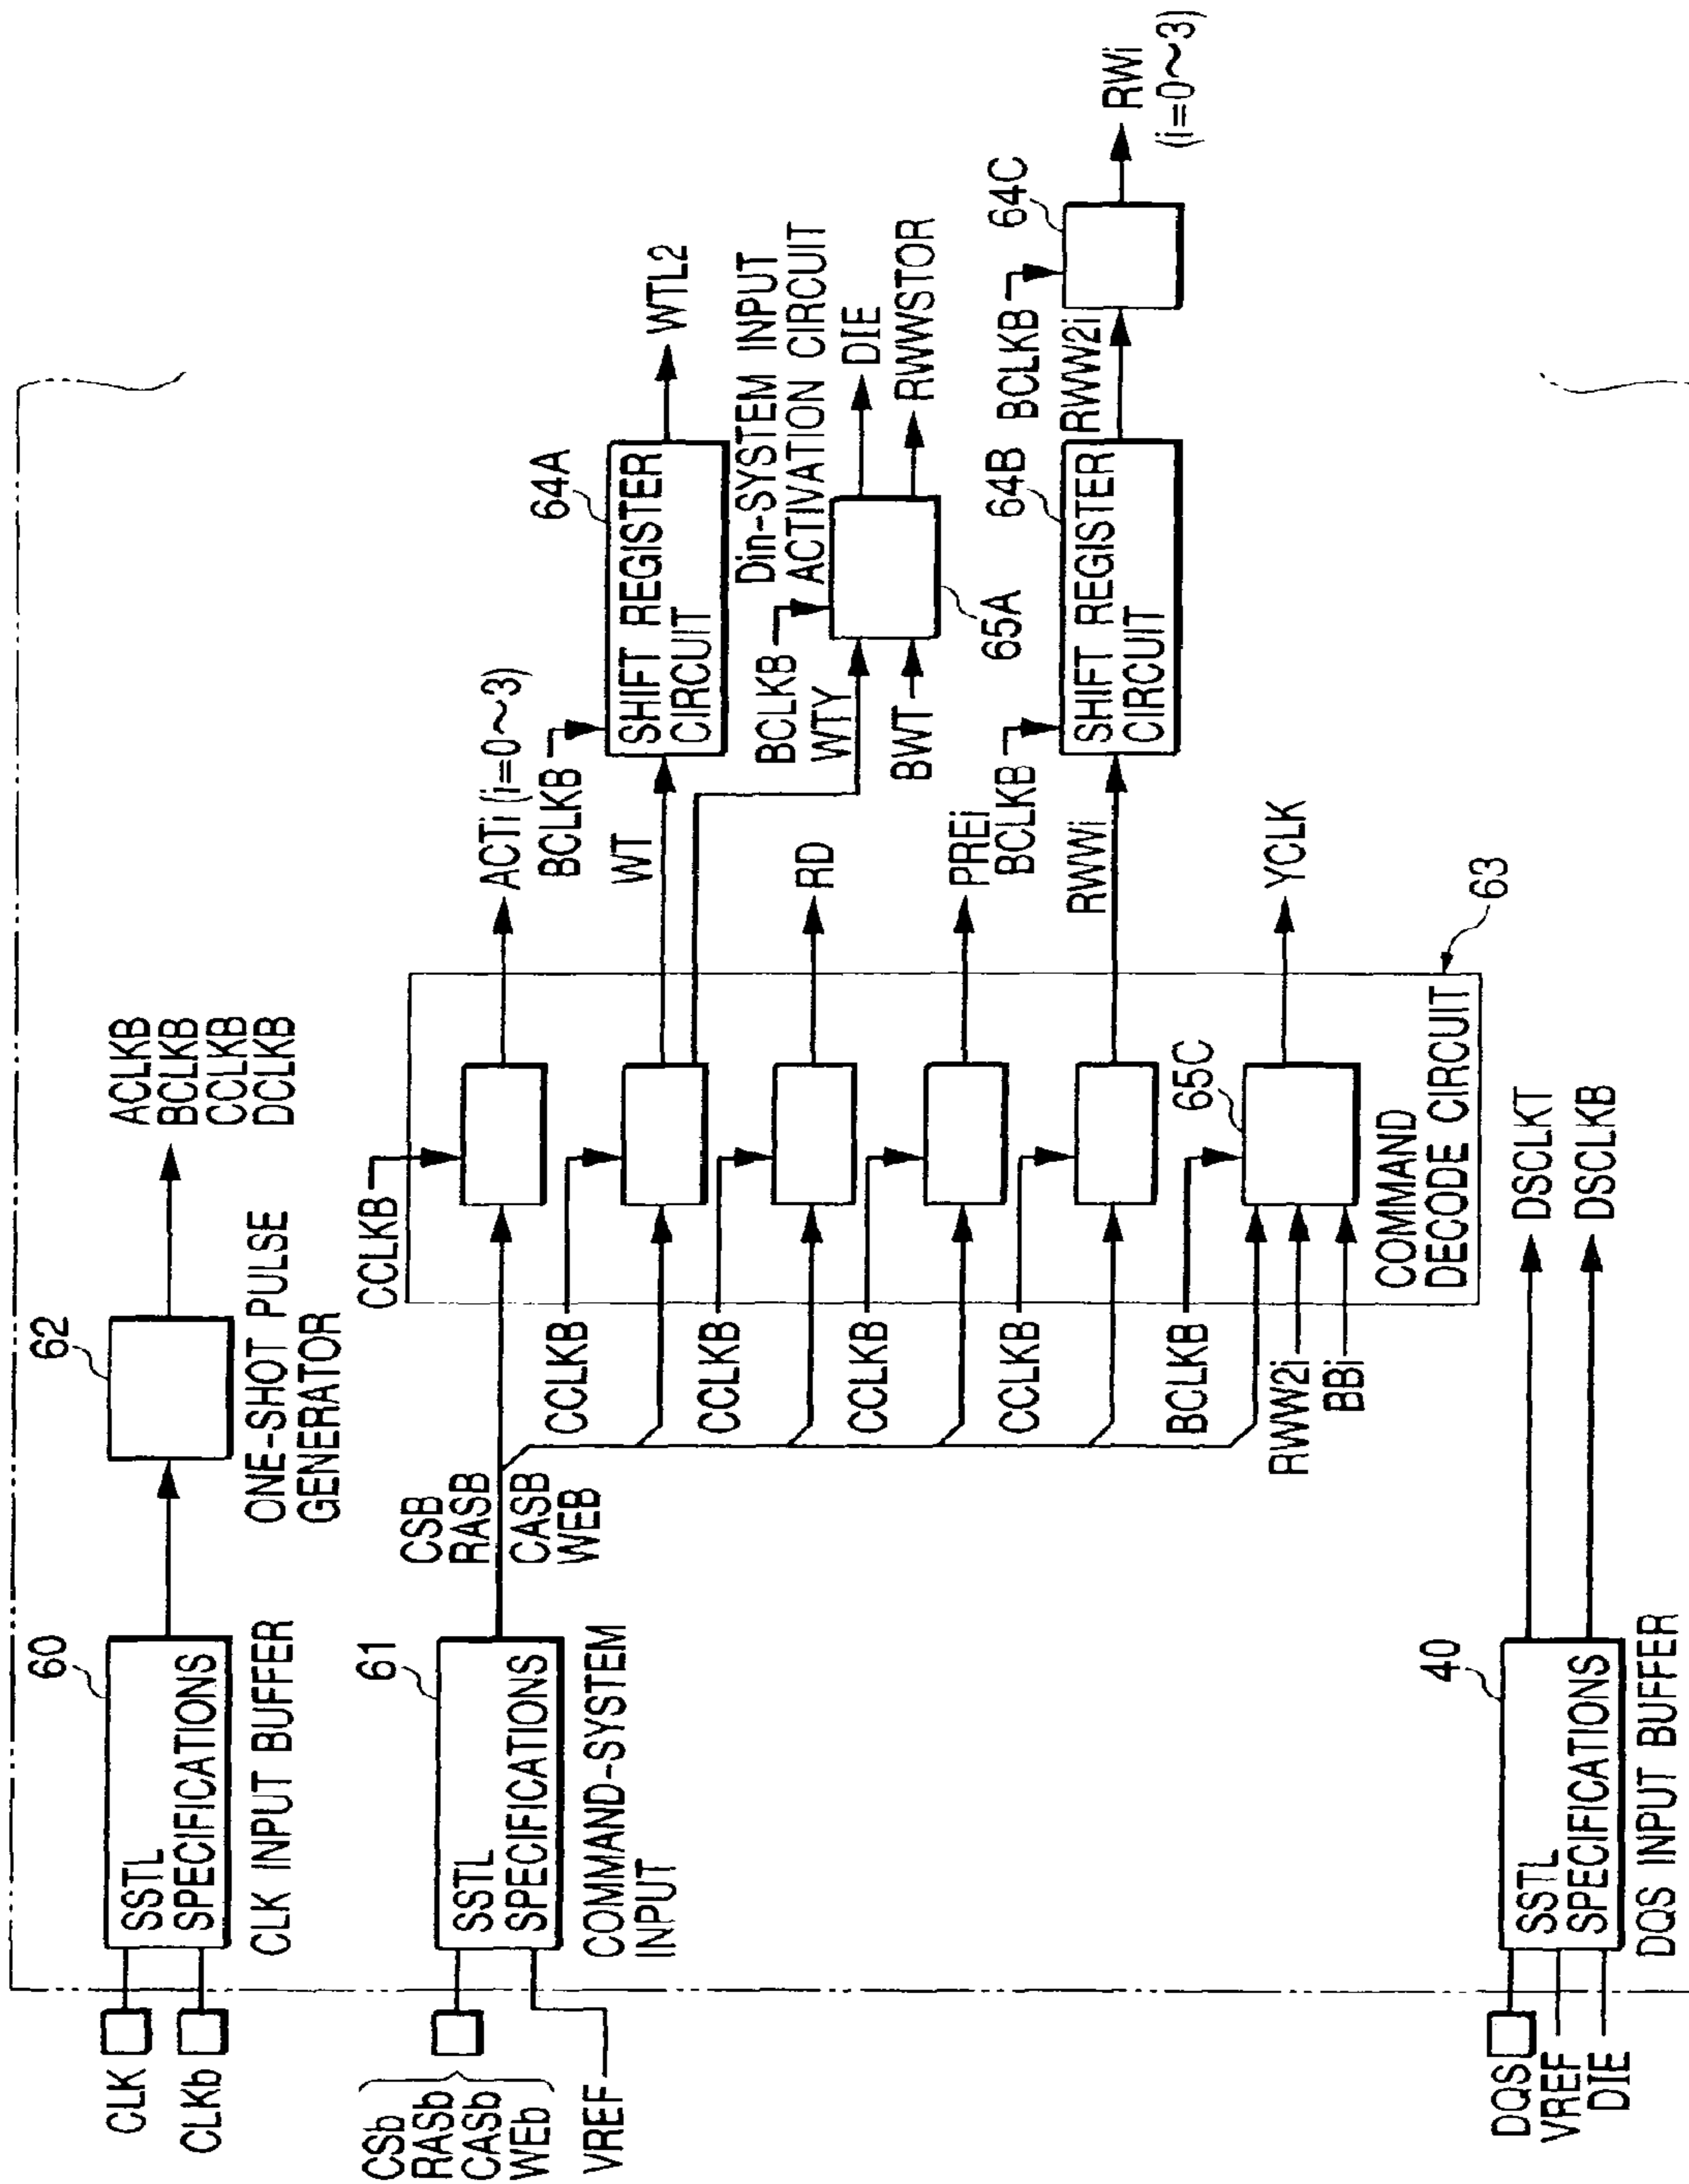 CLK
CLKb
60
SSTL
SPECIFICATIONS
CLK INPUT BUFFER
62
ONE-SHOT PULSE
GENERATOR
ACLKB
BCLKB
CCLKB
DCLKB
CSb
RASb
CASb
WEb
VREF
61
SSTL
SPECIFICATIONS
COMMAND-SYSTEM
INPUT
CSB
RASB
CASB
WEB
CCLKB
CCLKB
CCLKB
CCLKB
CCLKB
BCLKB
RWW2i
BBi
65C
COMMAND
DECODE CIRCUIT
63
ACTi (i=0~3)
BCLKB
WT
64A
SHIFT REGISTER
CIRCUIT
WTL2
Din-SYSTEM INPUT
ACTIVATION CIRCUIT
BCLKB
WTY
BWT
65A
DIE
RWWSTOR
RD
PREi
BCLKB
RWWi
64B
SHIFT REGISTER
CIRCUIT
BCLKB
RWW2i
64C
RWi
(i=0~3)
YCLK
DQS
VREF
DIE
40
SSTL
SPECIFICATIONS
DQS INPUT BUFFER
DSCLKT
DSCLKB